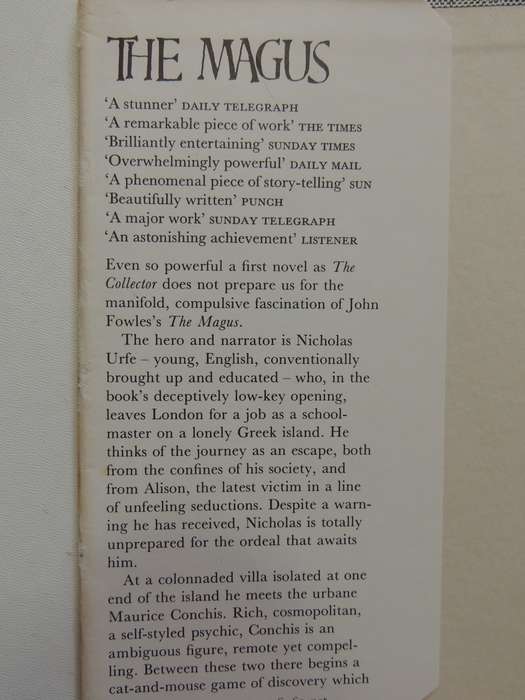 THE MAGUS
‘A stunner’ DAILY TELEGRAPH
‘A remarkable piece of work’ THE TIMES
‘Brilliantly entertaining’ SUNDAY TIMES
‘Overwhelmingly powerful’ DAILY MAIL
‘A phenomenal piece of story-telling’ SUN
‘Beautifully written’ PUNCH
‘A major work’ SUNDAY TELEGRAPH
‘An astonishing achievement’ LISTENER
Even so powerful a first novel as The
Collector does not prepare us for the
manifold, compulsive fascination of John
Fowles’s The Magus.
The hero and narrator is Nicholas
Urfe – young, English, conventionally
brought up and educated – who, in the
book’s deceptively low-key opening,
leaves London for a job as a school-
master on a lonely Greek island. He
thinks of the journey as an escape, both
from the confines of his society, and
from Alison, the latest victim in a line
of unfeeling seductions. Despite a warn-
ing he has received, Nicholas is totally
unprepared for the ordeal that awaits
him.
At a colonnaded villa isolated at one
end of the island he meets the urbane
Maurice Conchis. Rich, cosmopolitan,
a self-styled psychic, Conchis is an
ambiguous figure, remote yet compel-
ling. Between these two there begins a
cat-and-mouse game of discovery which